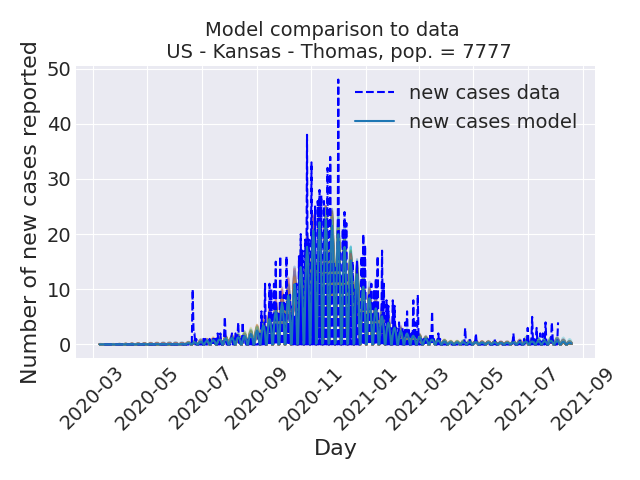 Model comparison to data
US - Kansas - Thomas, pop. = 7777
Number of new cases reported
50
40
30
20
10
0
new cases data
new cases model
2020-03
2020-05
2020-07
2020-09
2020-11
2021-01
2021-03
2021-05
2021-07
2021-09
Day